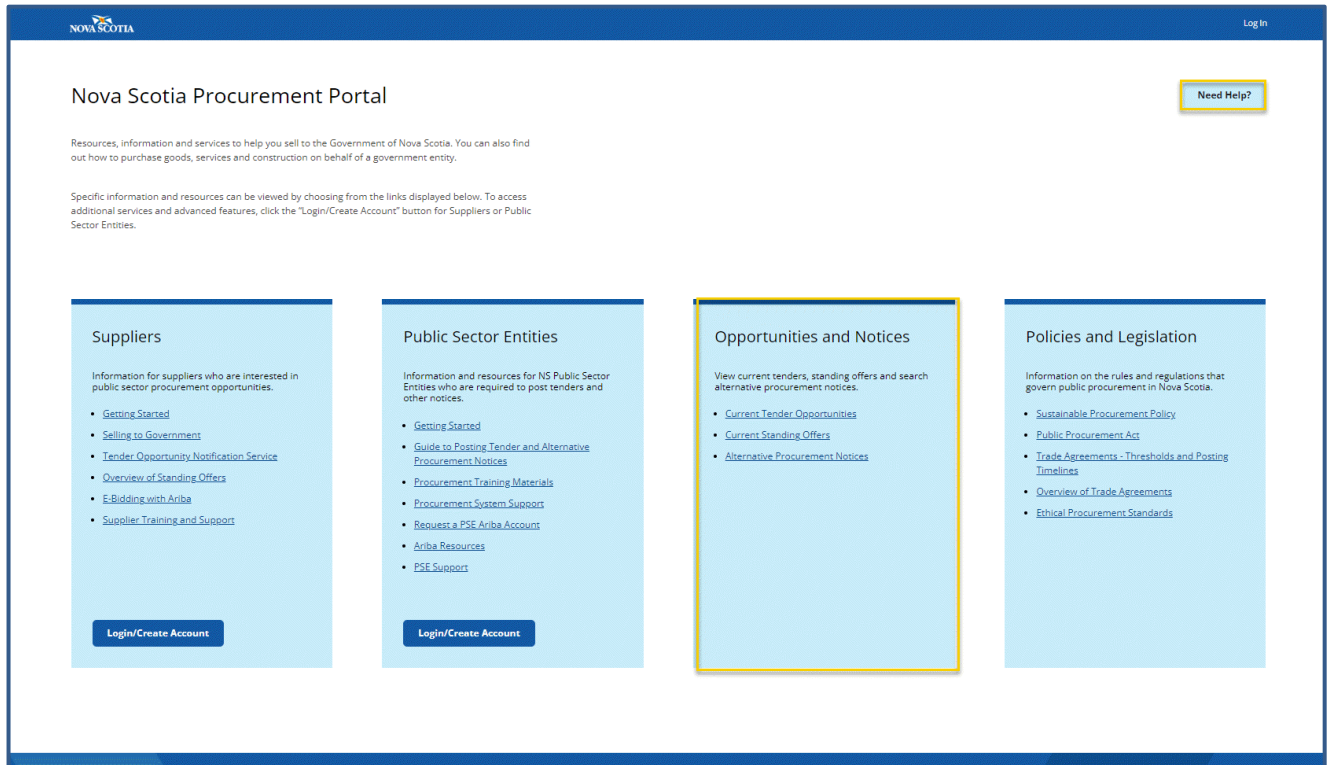 NOVA SCOTIA
Log In
Nova Scotia Procurement Portal
Need Help?
Resources, information and services to help you sell to the Government of Nova Scotia. You can also find
out how to purchase goods, services and construction on behalf of a government entity.
Specific information and resources can be viewed by choosing from the links displayed below. To access
additional services and advanced features, click the "Login/Create Account" button for Suppliers or Public
Sector Entities.
Suppliers
Information for suppliers who are interested in
public sector procurement opportunities.
Getting Started
Selling to Government
Tender Opportunity Notification Service
Overview of Standing Offers
E-Bidding with Ariba
Supplier Training and Support
Login/Create Account
Public Sector Entities
Information and resources for NS Public Sector
Entities who are required to post tenders and
other notices.
Getting Started
Guide to Posting Tender and Alternative
Procurement Notices
Procurement Training Materials
Procurement System Support
Request a PSE Ariba Account
Ariba Resources
PSE Support
Login/Create Account
Opportunities and Notices
View current tenders, standing offers and search
alternative procurement notices.
Current Tender Opportunities
Current Standing Offers
Alternative Procurement Notices
Policies and Legislation
Information on the rules and regulations that
govern public procurement in Nova Scotia.
Sustainable Procurement Policy
Public Procurement Act
Trade Agreements - Thresholds and Posting
Timelines
Overview of Trade Agreements
Ethical Procurement Standards